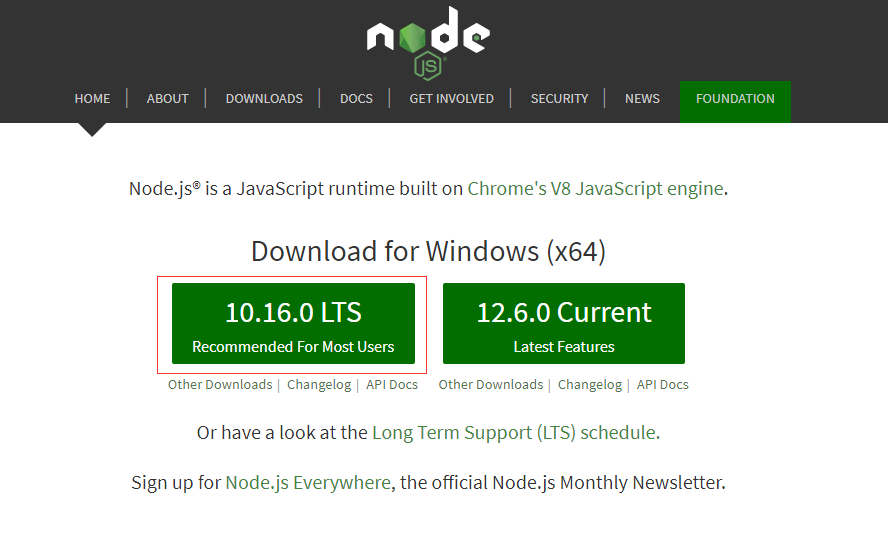 node
JS
HOME | ABOUT | DOWNLOADS | DOCS | GET INVOLVED | SECURITY | NEWS FOUNDATION
Node.js® is a JavaScript runtime built on Chrome's V8 JavaScript engine.
Download for Windows (x64)
10.16.0 LTS 12.6.0 Current
Recommended For Most Users Latest Features
Other Downloads | Changelog | API Docs Other Downloads | Changelog | API Docs
Or have a look at the Long Term Support (LTS) schedule.
Sign up for Node.js Everywhere, the official Node.js Monthly Newsletter.